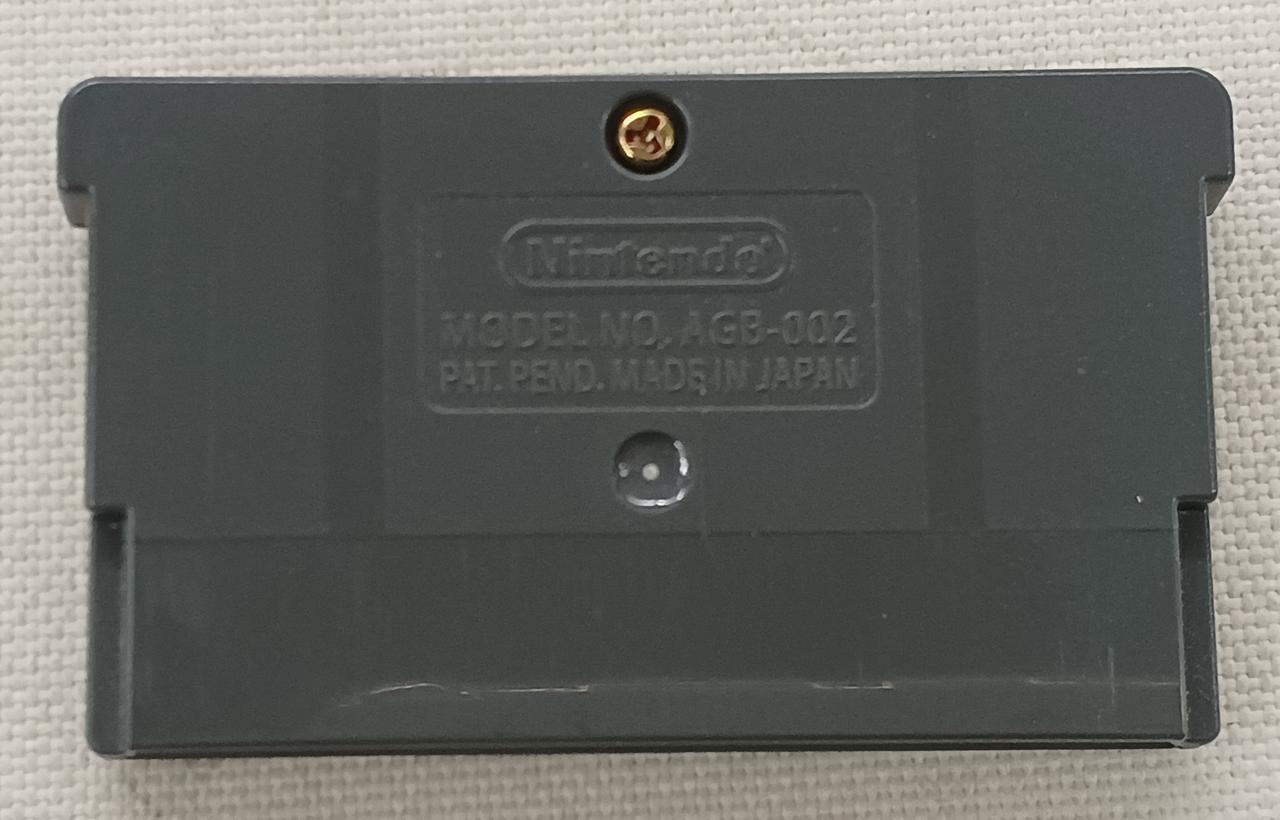 Nintendo
MODEL NO. AGB-002
PAT. PEND. MADE IN JAPAN